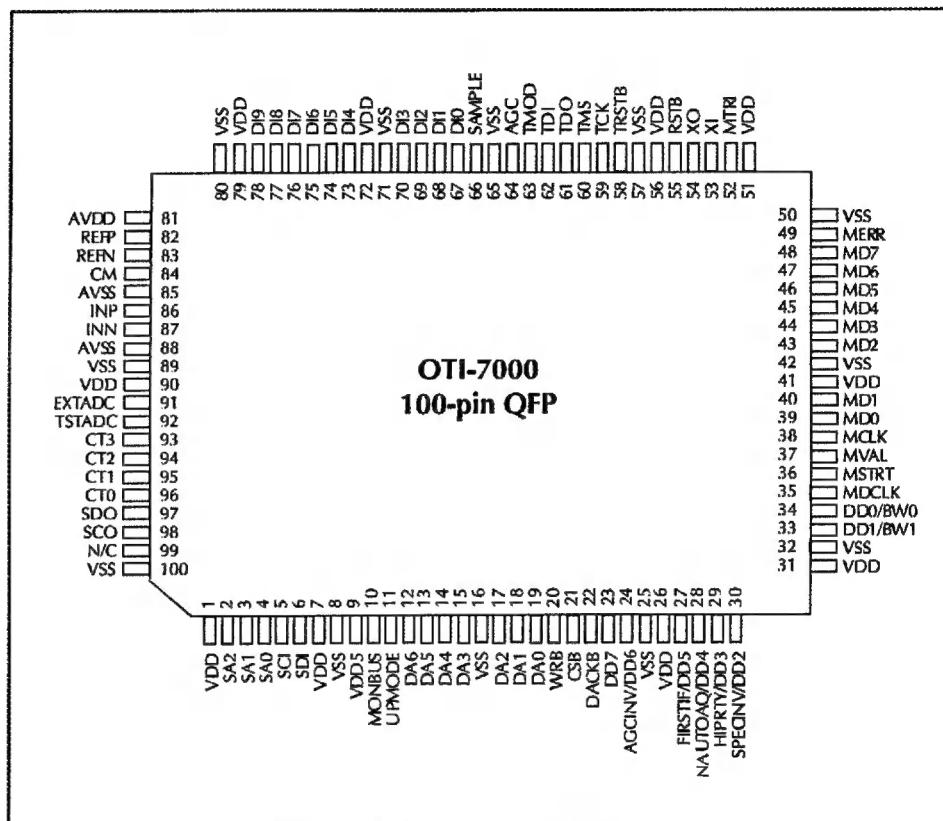 VSS VDD DI9 DI8 DI7 DI6 DI5 DI4 VDD VSS DI3 DI2 DI1 DI0 SAMPLE VSS AGC TMOD TDI TDO TMS TCK TRSTB VSS VDD RSTB XO XI MTRI VDD
80 79 78 77 76 75 74 73 72 71 70 69 68 67 66 65 64 63 62 61 60 59 58 57 56 55 54 53 52 51
AVDD 81
REFP 82
REFN 83
CM 84
AVSS 85
INP 86
INN 87
AVSS 88
VSS 89
VDD 90
EXTADC 91
TSTADC 92
CT3 93
CT2 94
CT1 95
CT0 96
SDO 97
SCO 98
N/C 99
VSS 100
OTI-7000
100-pin QFP
50 VSS
49 MERR
48 MD7
47 MD6
46 MD5
45 MD4
44 MD3
43 MD2
42 VSS
41 VDD
40 MD1
39 MD0
38 MCLK
37 MVAL
36 MSTRT
35 MDCLK
34 DD0/BW0
33 DD1/BW1
32 VSS
31 VDD
1 2 3 4 5 6 7 8 9 10 11 12 13 14 15 16 17 18 19 20 21 22 23 24 25 26 27 28 29 30
VDD SA2 SA1 SA0 SCI SDI VDD VSS VDD5 MONBUS UPMODE DA6 DA5 DA4 DA3 VSS DA2 DA1 DA0 WRB CSB DACKB DD7 AGCINV/DD6 VSS VDD FIRSTIF/DD5 NAUTOAQ/DD4 HIPRTY/DD3 SPECINV/DD2